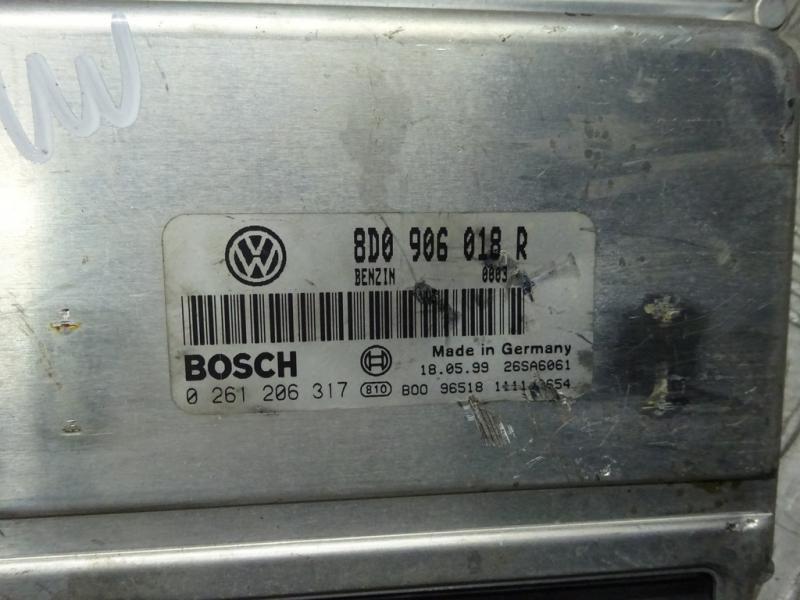 8D0 906 018 R
BENZIN 0003
BOSCH
Made in Germany
18.05.99 26SA6061
0 261 206 317 810 B00 96518